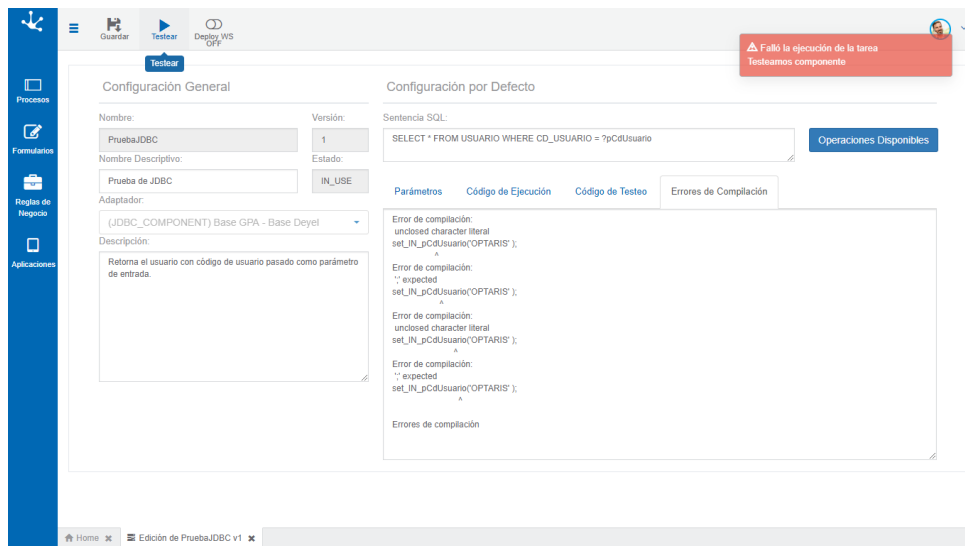 Guardar
Testear
Deploy WS
OFF
Testear
Falló la ejecución de la tarea
Testeamos componente
Procesos
Formularios
Reglas de
Negocio
Aplicaciones
Configuración General
Nombre:
Versión:
PruebaJDBC
1
Nombre Descriptivo:
Estado:
Prueba de JDBC
IN_USE
Adaptador:
(JDBC_COMPONENT) Base GPA - Base Deyel
Descripción:
Retorna el usuario con código de usuario pasado como parámetro
de entrada.
Configuración por Defecto
Sentencia SQL:
SELECT * FROM USUARIO WHERE CD_USUARIO = ?pCdUsuario
Operaciones Disponibles
Parámetros
Código de Ejecución
Código de Testeo
Errores de Compilación
Error de compilación:
unclosed character literal
set_IN_pCdUsuario('OPTARIS' );
^
Error de compilación:
';' expected
set_IN_pCdUsuario('OPTARIS' );
^
Error de compilación:
unclosed character literal
set_IN_pCdUsuario('OPTARIS' );
^
Error de compilación:
';' expected
set_IN_pCdUsuario('OPTARIS' );
^
Errores de compilación
Home
Edición de PruebaJDBC v1